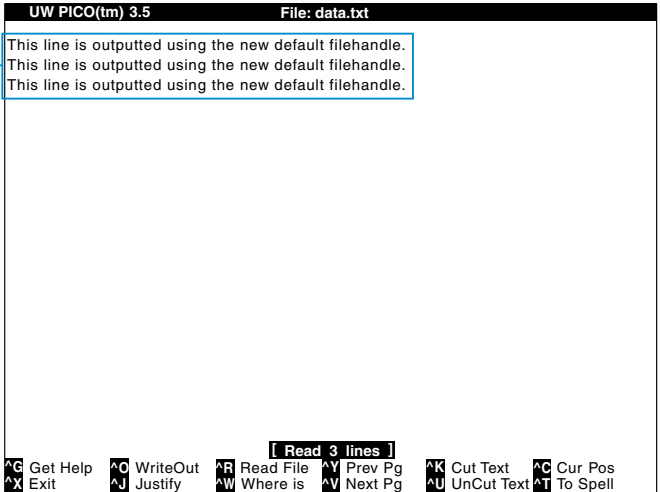 UW PICO(tm) 3.5 File: data.txt
This line is outputted using the new default filehandle.
This line is outputted using the new default filehandle.
This line is outputted using the new default filehandle.
[ Read 3 lines ]
^G Get Help ^O WriteOut ^R Read File ^Y Prev Pg ^K Cut Text ^C Cur Pos
^X Exit ^J Justify ^W Where is ^V Next Pg ^U UnCut Text ^T To Spell